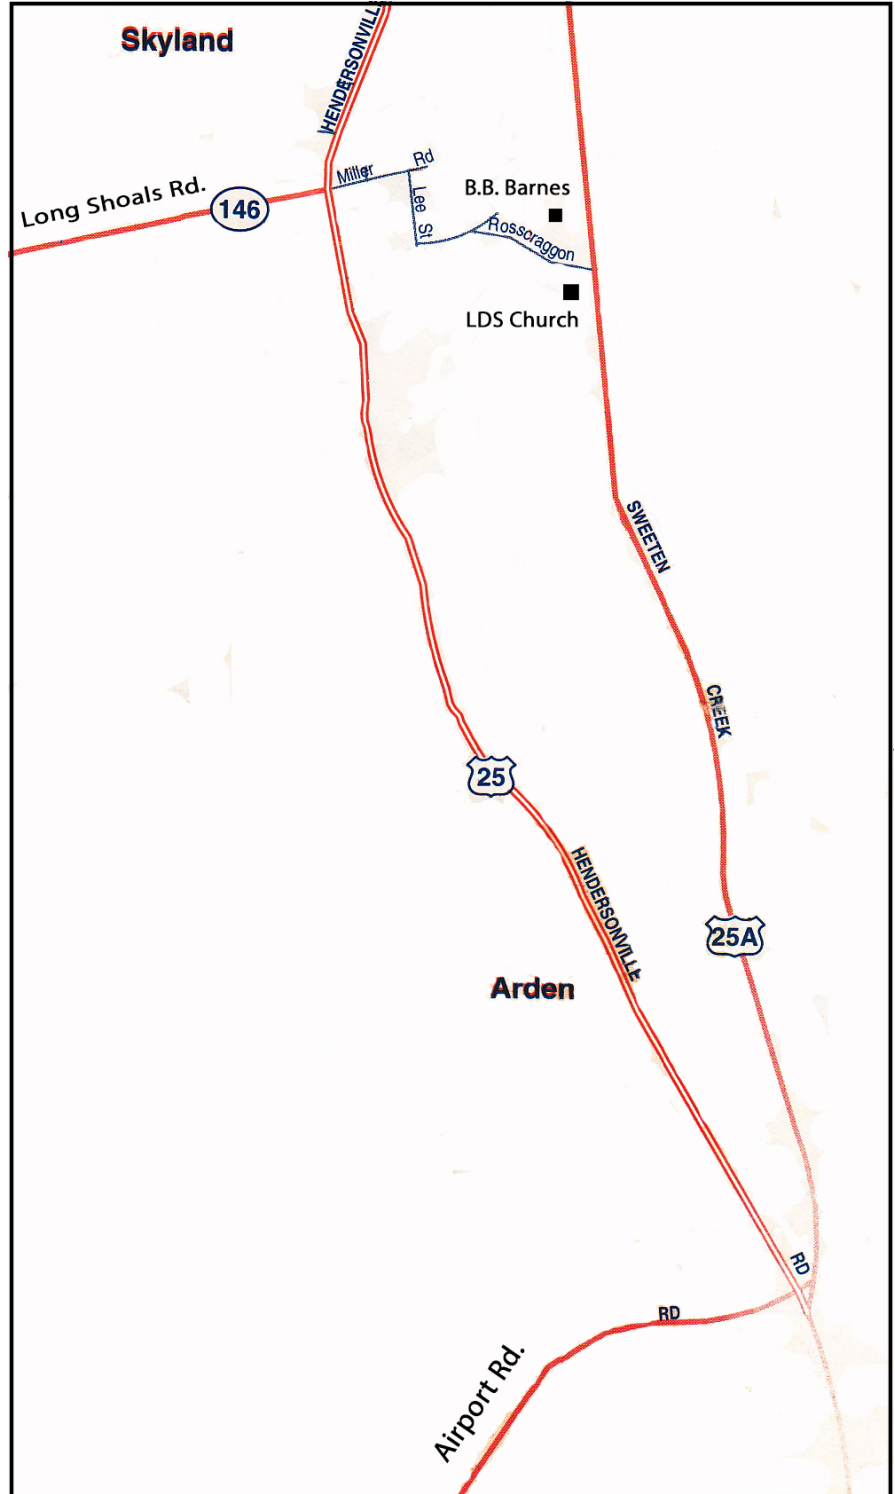 Skyland
HENDERSONVILLE
Miller Rd
Long Shoals Rd.
146
Lee St
B.B. Barnes
Rosscraggon
LDS Church
SWEETEN
CREEK
25
HENDERSONVILLE
25A
Arden
RD
RD
Airport Rd.